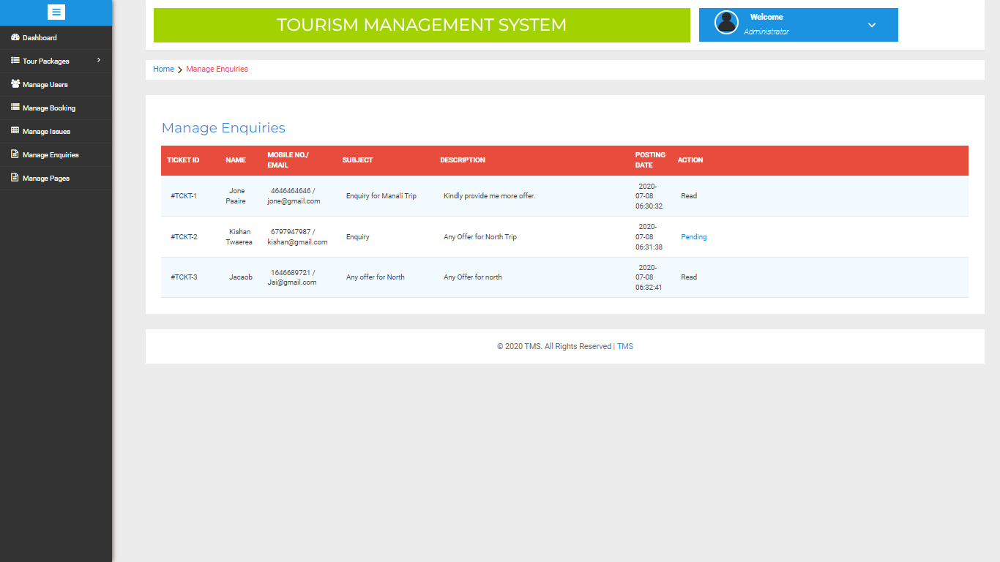 TOURISM MANAGEMENT SYSTEM
Welcome
Administrator
Dashboard
Tour Packages
Manage Users
Manage Booking
Manage Issues
Manage Enquiries
Manage Pages
Home > Manage Enquiries
Manage Enquiries
TICKET ID NAME MOBILE NO./ EMAIL SUBJECT DESCRIPTION POSTING DATE ACTION
#TCKT-1 Jone Paaire 4646464646 / jone@gmail.com Enquiry for Manali Trip Kindly provide me more offer. 2020-07-08 06:30:32 Read
#TCKT-2 Kishan Twaerea 6797947987 / kishan@gmail.com Enquiry Any Offer for North Trip 2020-07-08 06:31:38 Pending
#TCKT-3 Jacaob 1646689721 / Jai@gmail.com Any offer for North Any Offer for north 2020-07-08 06:32:41 Read
© 2020 TMS. All Rights Reserved | TMS